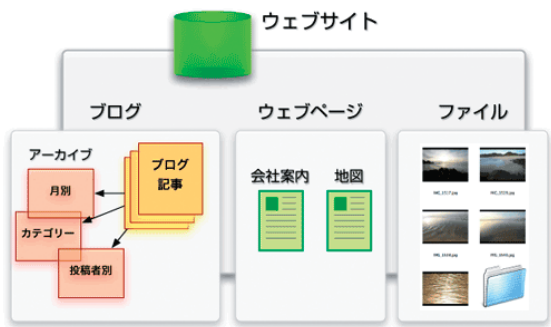 ウェブサイト
ブログ
ウェブページ
ファイル
アーカイブ
ブログ
記事
月別
カテゴリー
投稿者別
会社案内
地図